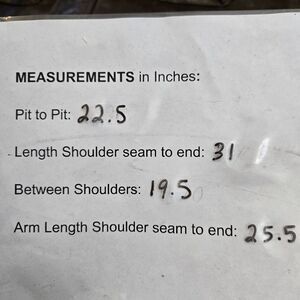 MEASUREMENTS in Inches:
Pit to Pit: 22.5
Length Shoulder seam to end: 31
Between Shoulders: 19.5
Arm Length Shoulder seam to end: 25.5